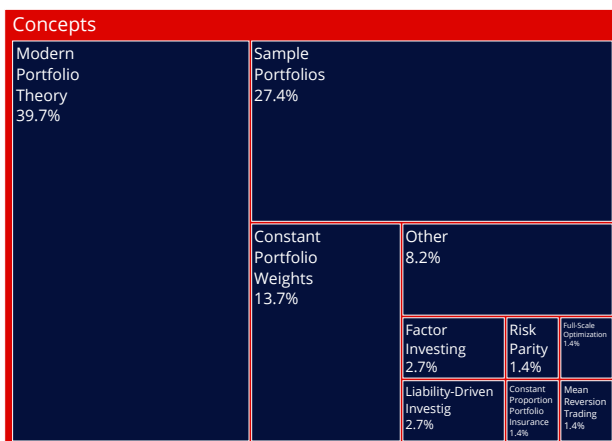 Concepts
Modern
Portfolio
Theory
39.7%
Sample
Portfolios
27.4%
Constant
Portfolio
Weights
13.7%
Other
8.2%
Factor
Investing
2.7%
Risk
Parity
1.4%
Full-Scale
Optimization
1.4%
Liability-Driven
Investig
2.7%
Constant
Proportion
Portfolio
Insurance
1.4%
Mean
Reversion
Trading
1.4%